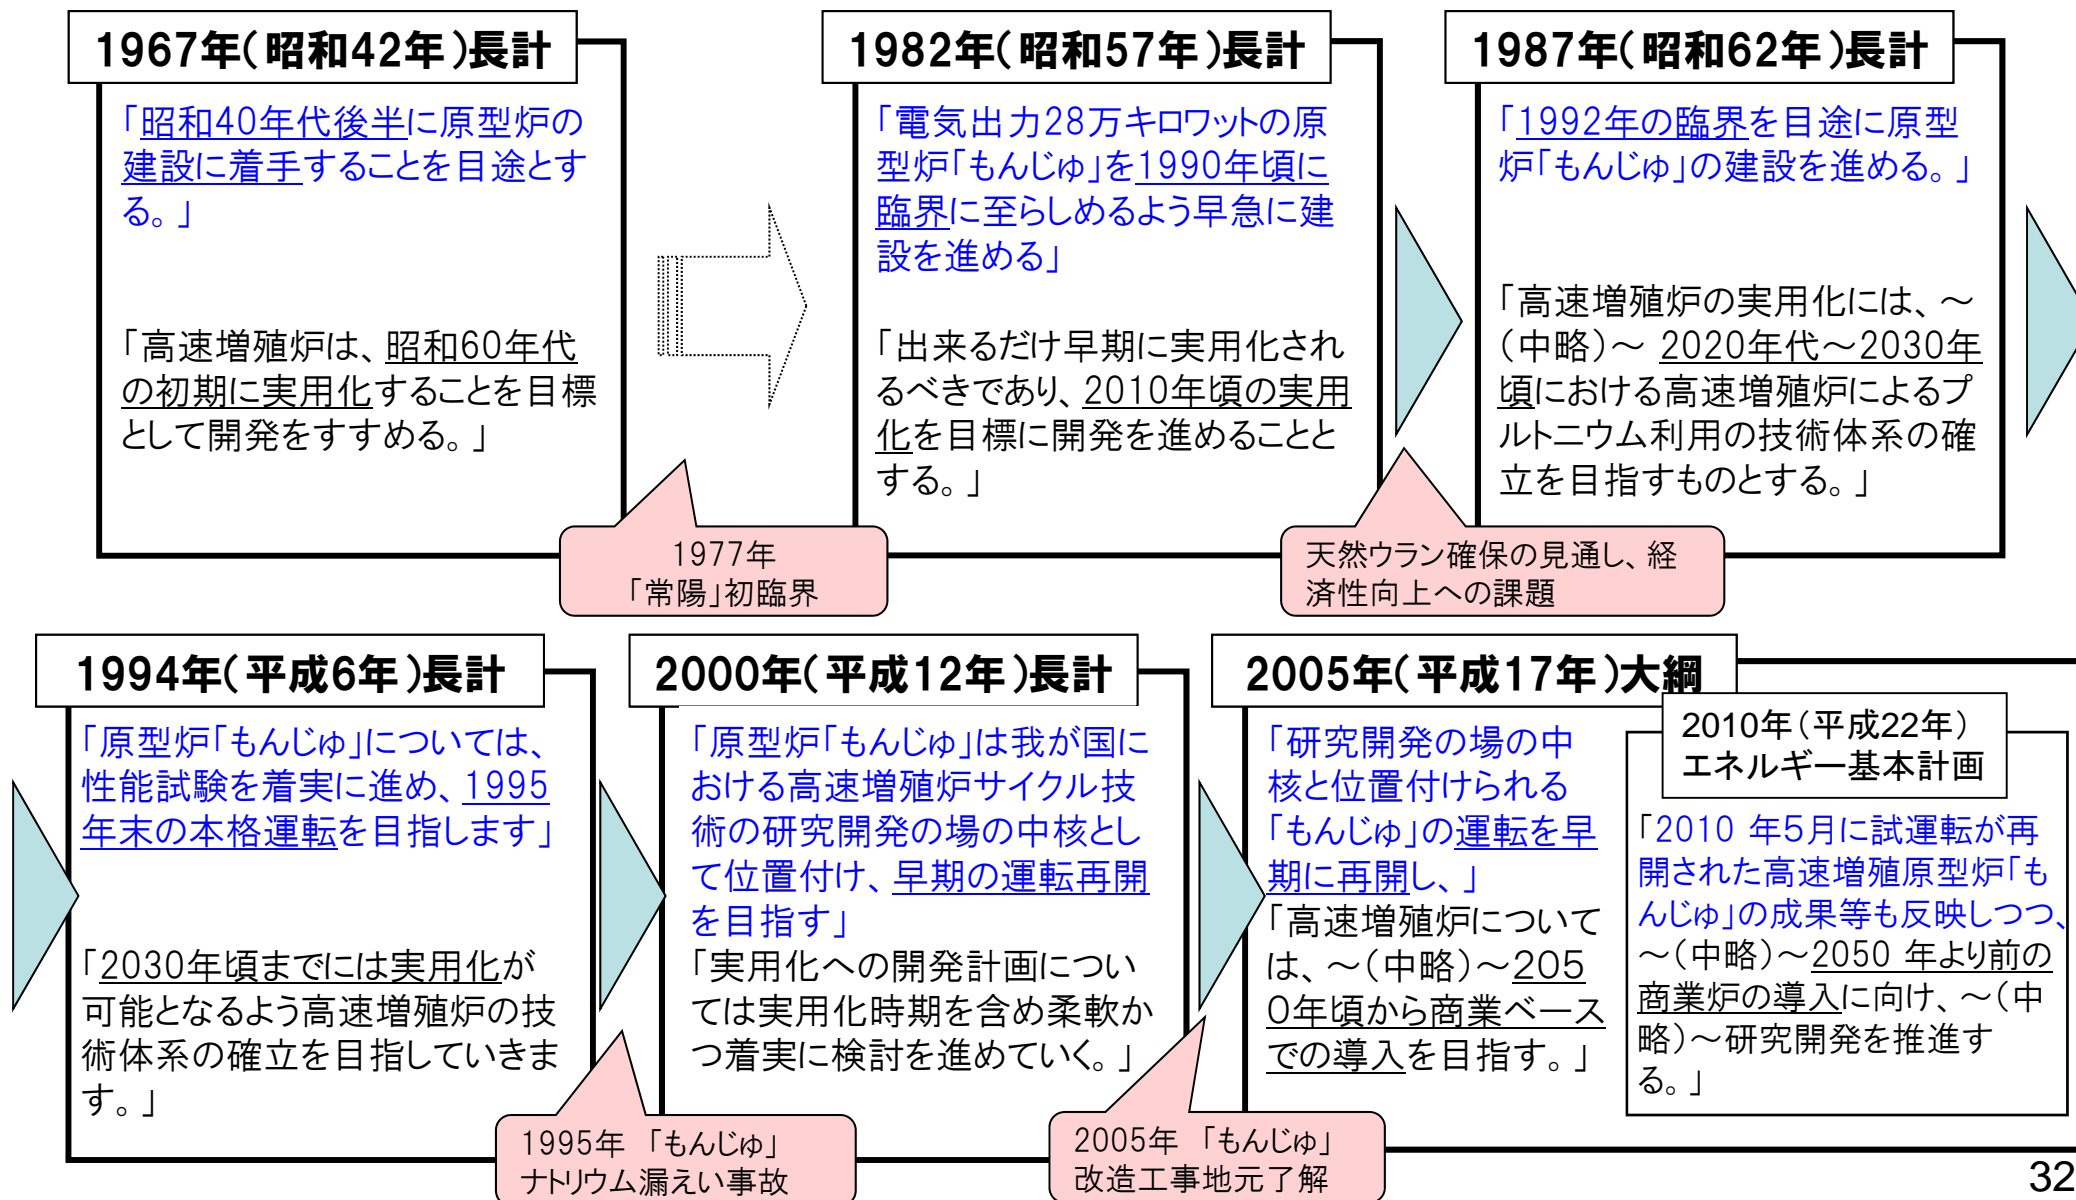 1967年(昭和42年)長計
「昭和40年代後半に原型炉の
建設に着手することを目途とす
る。」
「高速増殖炉は、昭和60年代
の初期に実用化することを目標
として開発をすすめる。」
1977年
「常陽」初臨界
1982年(昭和57年)長計
「電気出力28万キロワットの原
型炉「もんじゅ」を1990年頃に
臨界に至らしめるよう早急に建
設を進める」
「出来るだけ早期に実用化され
るべきであり、2010年頃の実用
化を目標に開発を進めることと
する。」
天然ウラン確保の見通し、経
済性向上への課題
1987年(昭和62年)長計
「1992年の臨界を目途に原型
炉「もんじゅ」の建設を進める。」
「高速増殖炉の実用化には、～
(中略)～ 2020年代～2030年
頃における高速増殖炉によるプ
ルトニウム利用の技術体系の確
立を目指すものとする。」
1994年(平成6年)長計
「原型炉「もんじゅ」については、
性能試験を着実に進め、1995
年末の本格運転を目指します」
「2030年頃までには実用化が
可能となるよう高速増殖炉の技
術体系の確立を目指していきま
す。」
1995年 「もんじゅ」
ナトリウム漏えい事故
2000年(平成12年)長計
「原型炉「もんじゅ」は我が国に
おける高速増殖炉サイクル技
術の研究開発の場の中核とし
て位置付け、早期の運転再開
を目指す」
「実用化への開発計画につい
ては実用化時期を含め柔軟か
つ着実に検討を進めていく。」
2005年 「もんじゅ」
改造工事地元了解
2005年(平成17年)大綱
「研究開発の場の中
核と位置付けられる
「もんじゅ」の運転を早
期に再開し、」
「高速増殖炉について
は、～(中略)～205
0年頃から商業ベース
での導入を目指す。」
2010年(平成22年)
エネルギー基本計画
「2010 年5月に試運転が再
開された高速増殖原型炉「も
んじゅ」の成果等も反映しつつ、
～(中略)～2050 年より前の
商業炉の導入に向け、～(中
略)～研究開発を推進す
る。」
32